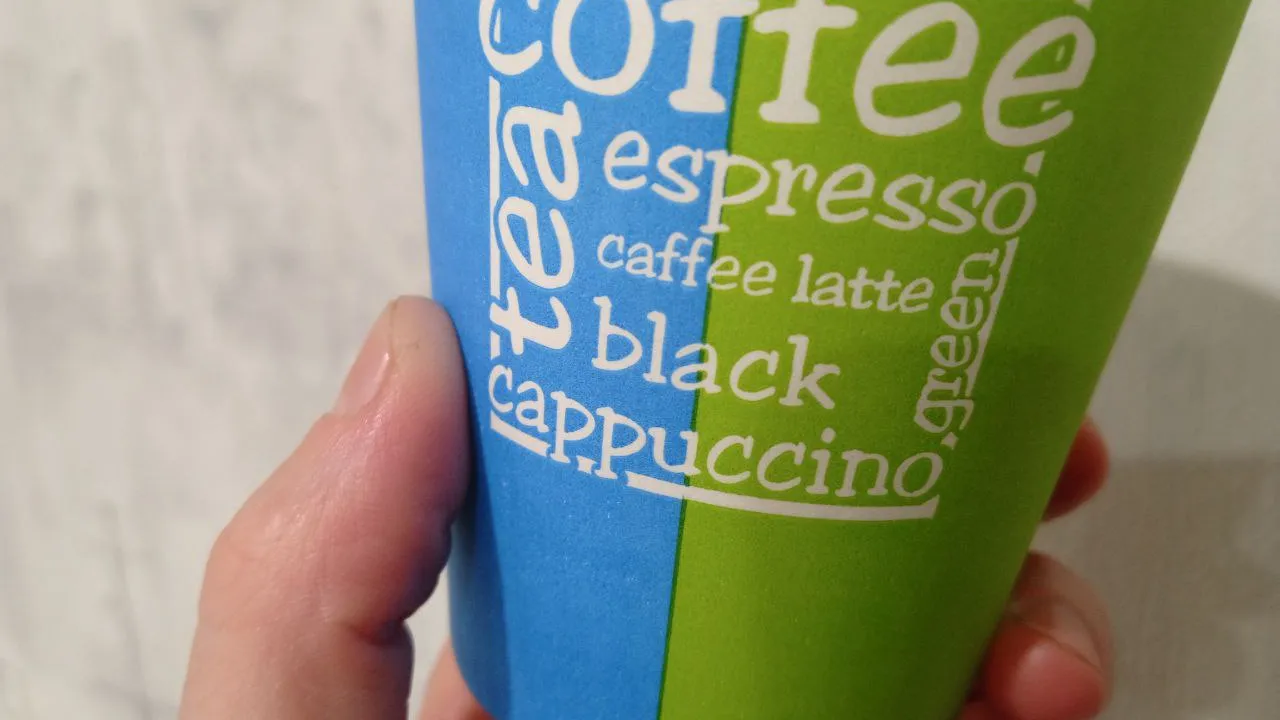 coffee
tea
espresso
caffee latte
green
black
cappuccino